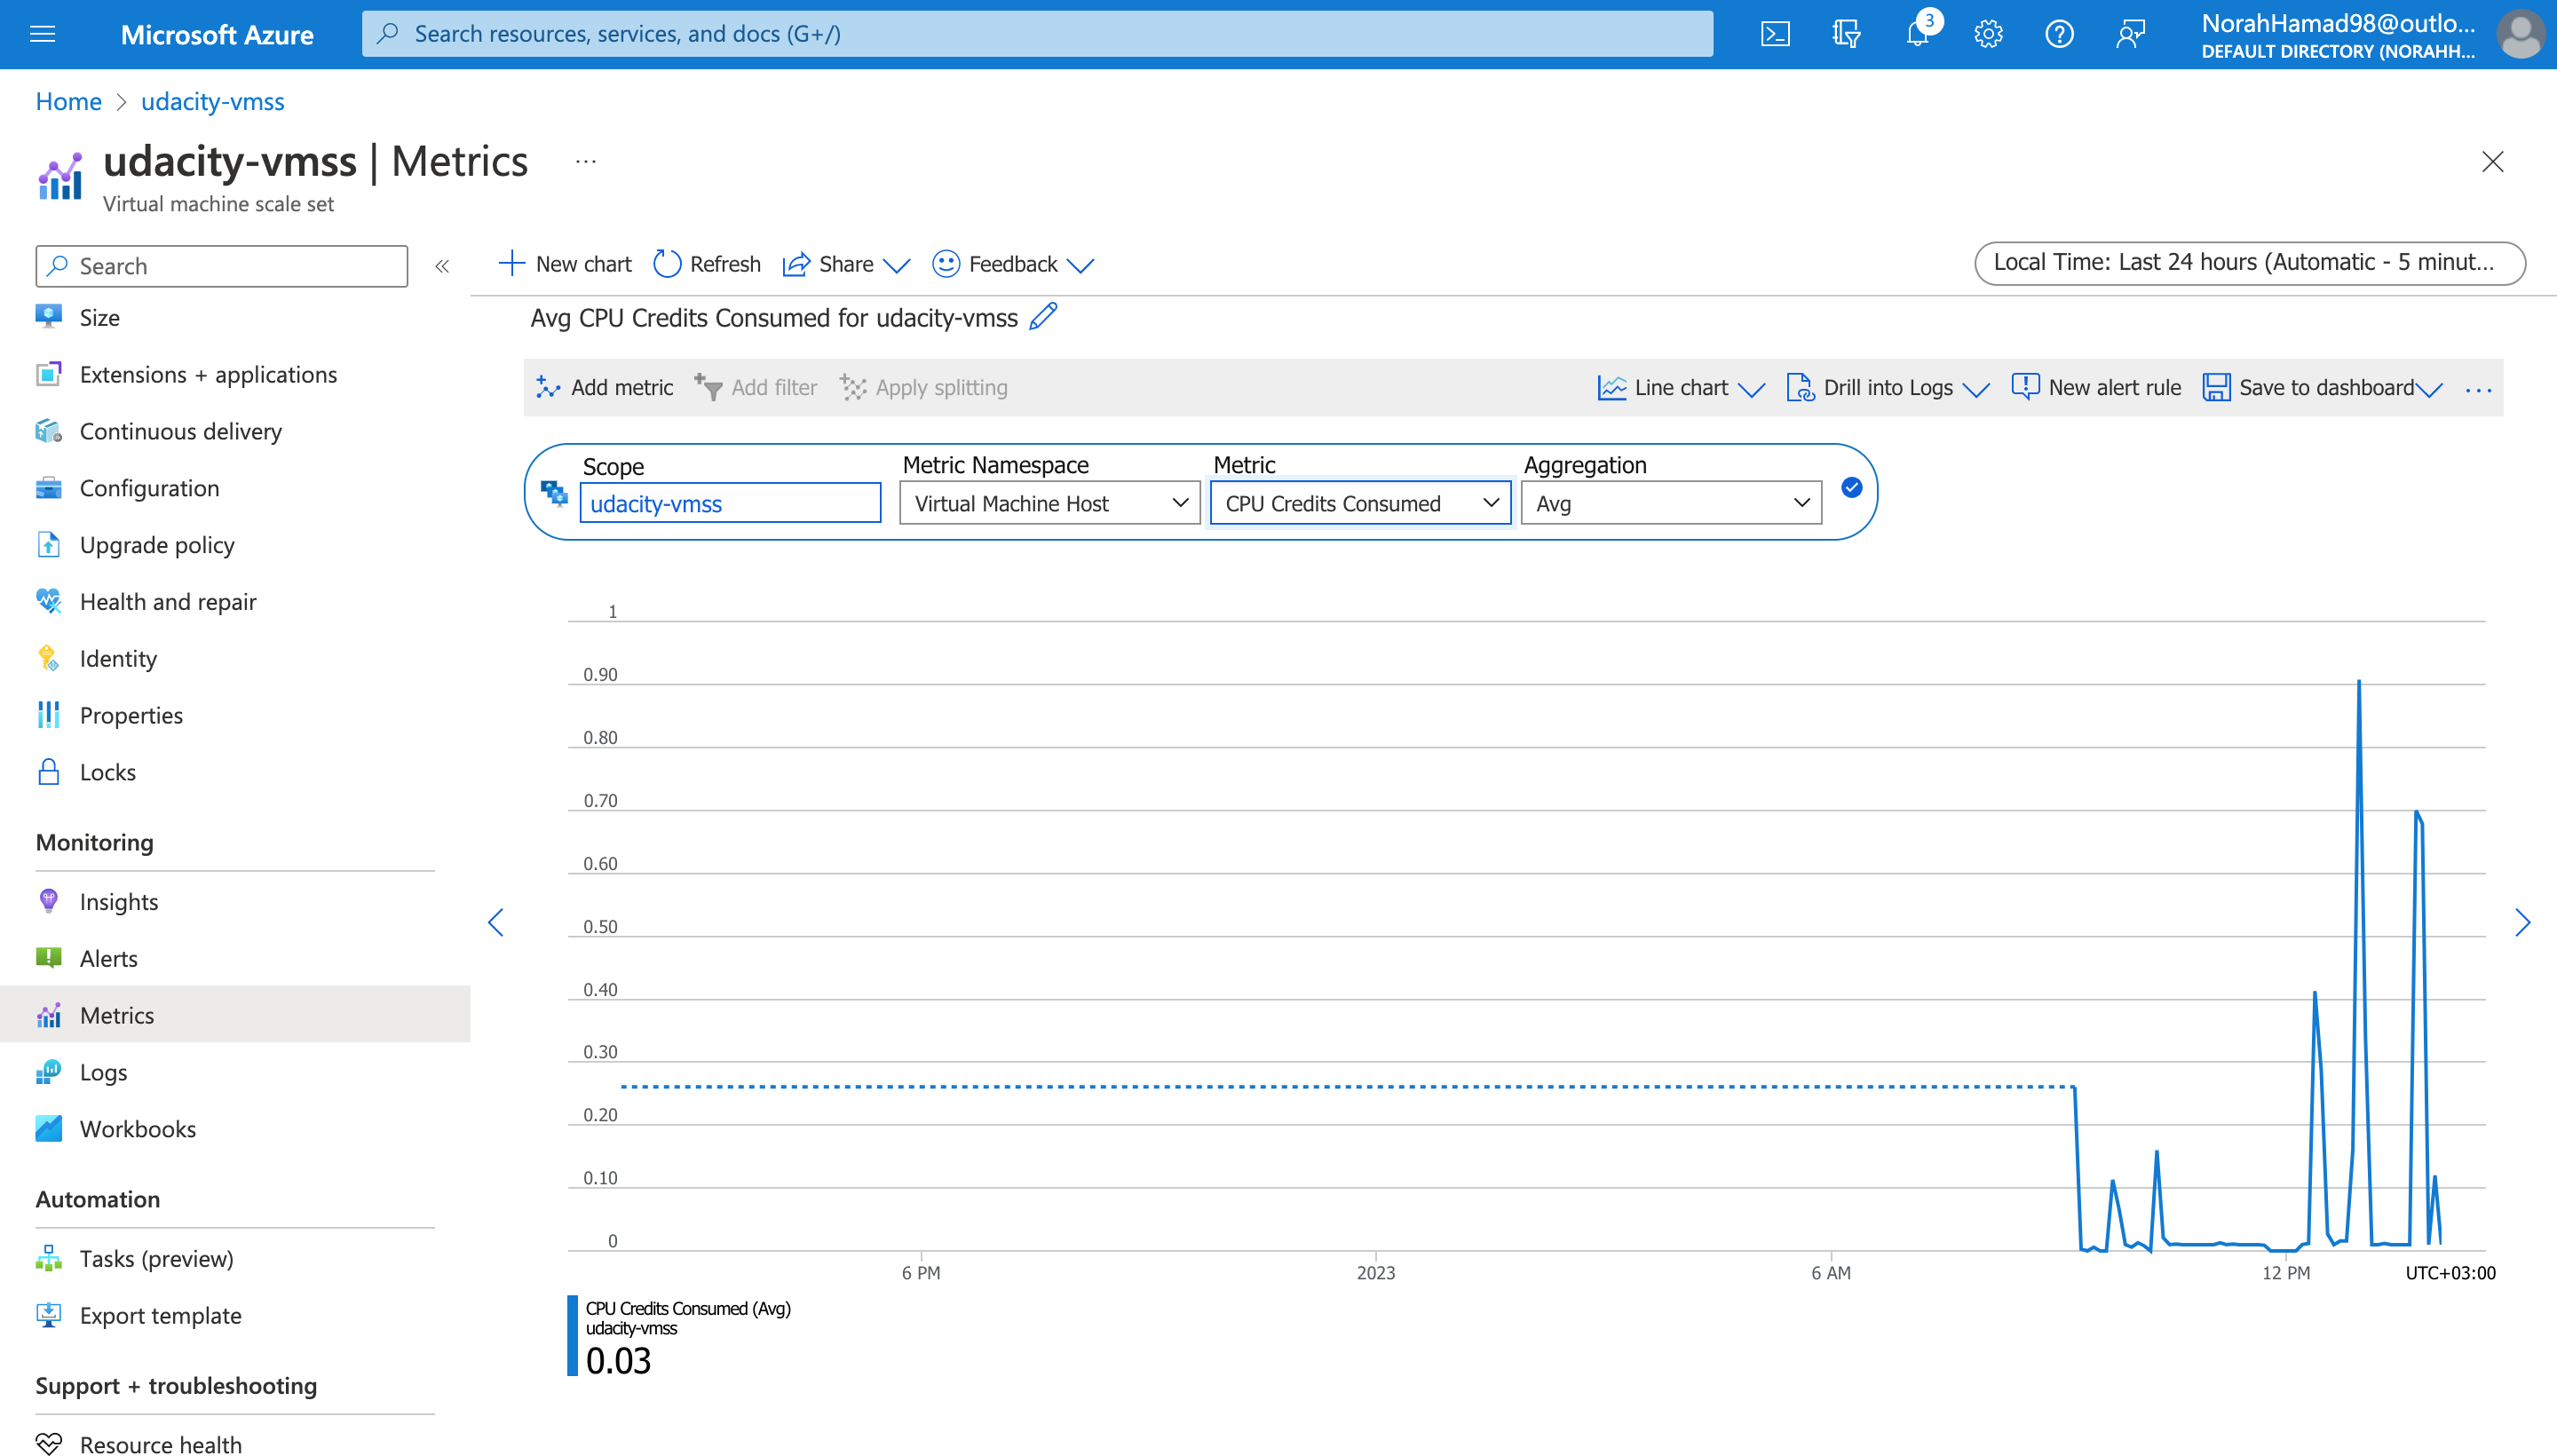 Microsoft Azure
Search resources, services, and docs (G+/)
3
NorahHamad98@outlo...
DEFAULT DIRECTORY (NORAHH...
Home > udacity-vmss
udacity-vmss | Metrics ...
Virtual machine scale set
Search
«
New chart
Refresh
Share
Feedback
Local Time: Last 24 hours (Automatic - 5 minut...
Size
Extensions + applications
Continuous delivery
Configuration
Upgrade policy
Health and repair
Identity
Properties
Locks
Monitoring
Insights
Alerts
Metrics
Logs
Workbooks
Automation
Tasks (preview)
Export template
Support + troubleshooting
Resource health
Avg CPU Credits Consumed for udacity-vmss
Add metric
Add filter
Apply splitting
Line chart
Drill into Logs
New alert rule
Save to dashboard
...
Scope
udacity-vmss
Metric Namespace
Virtual Machine Host
Metric
CPU Credits Consumed
Aggregation
Avg
1
0.90
0.80
0.70
0.60
0.50
0.40
0.30
0.20
0.10
0
6 PM
2023
6 AM
12 PM
UTC+03:00
CPU Credits Consumed (Avg)
udacity-vmss
0.03